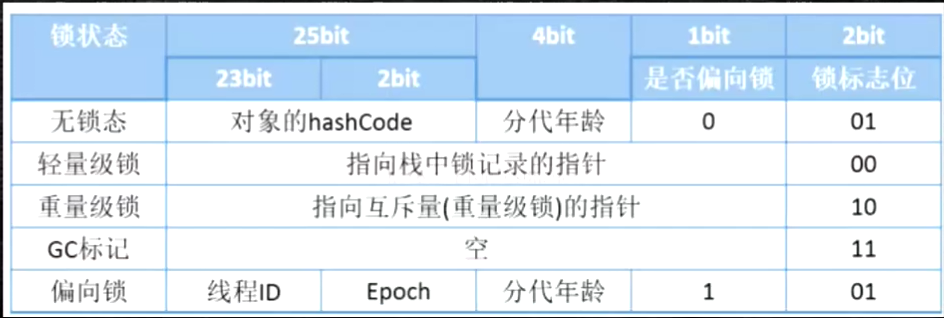 锁状态 25bit 4bit 1bit 2bit
23bit 2bit 是否偏向锁 锁标志位
无锁态 对象的hashCode 分代年龄 0 01
轻量级锁 指向栈中锁记录的指针 00
重量级锁 指向互斥量(重量级锁)的指针 10
GC标记 空 11
偏向锁 线程ID Epoch 分代年龄 1 01